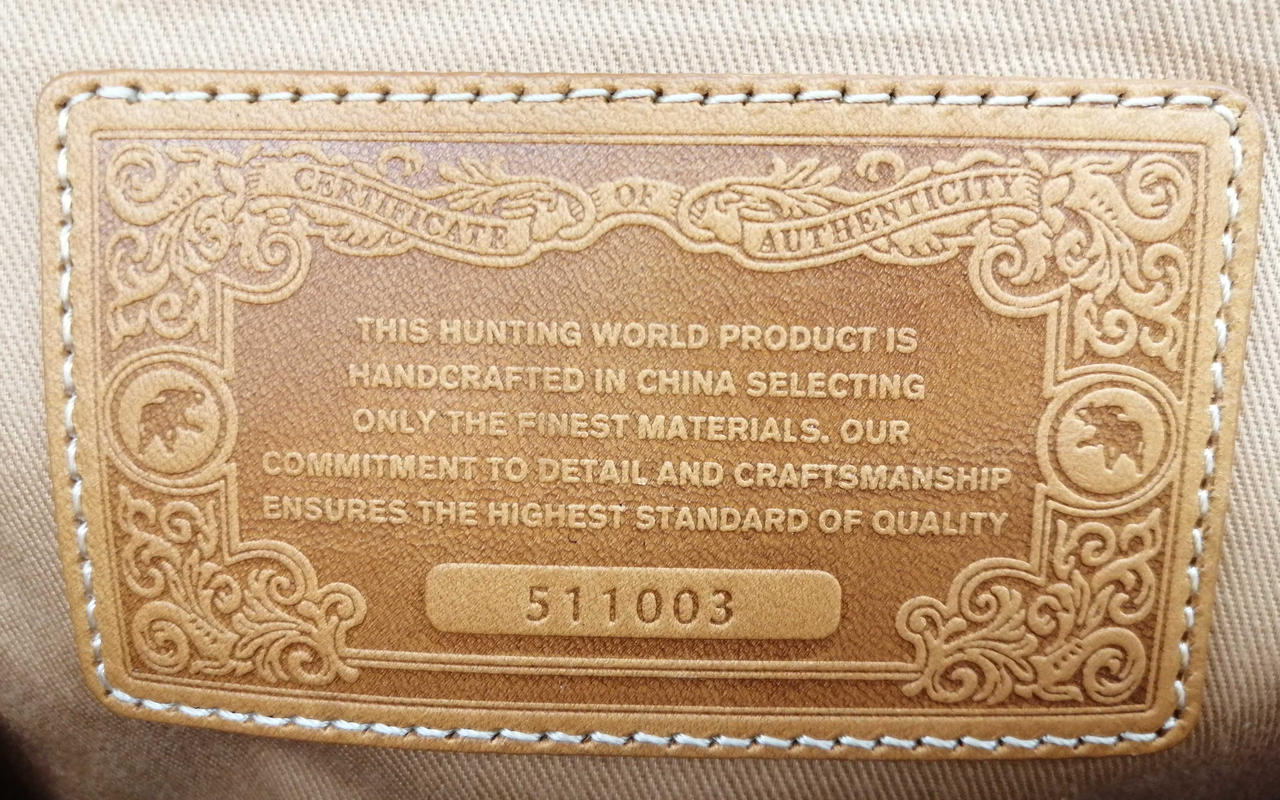 CERTIFICATE OF AUTHENTICITY
THIS HUNTING WORLD PRODUCT IS
HANDCRAFTED IN CHINA SELECTING
ONLY THE FINEST MATERIALS. OUR
COMMITMENT TO DETAIL AND CRAFTSMANSHIP
ENSURES THE HIGHEST STANDARD OF QUALITY
511003